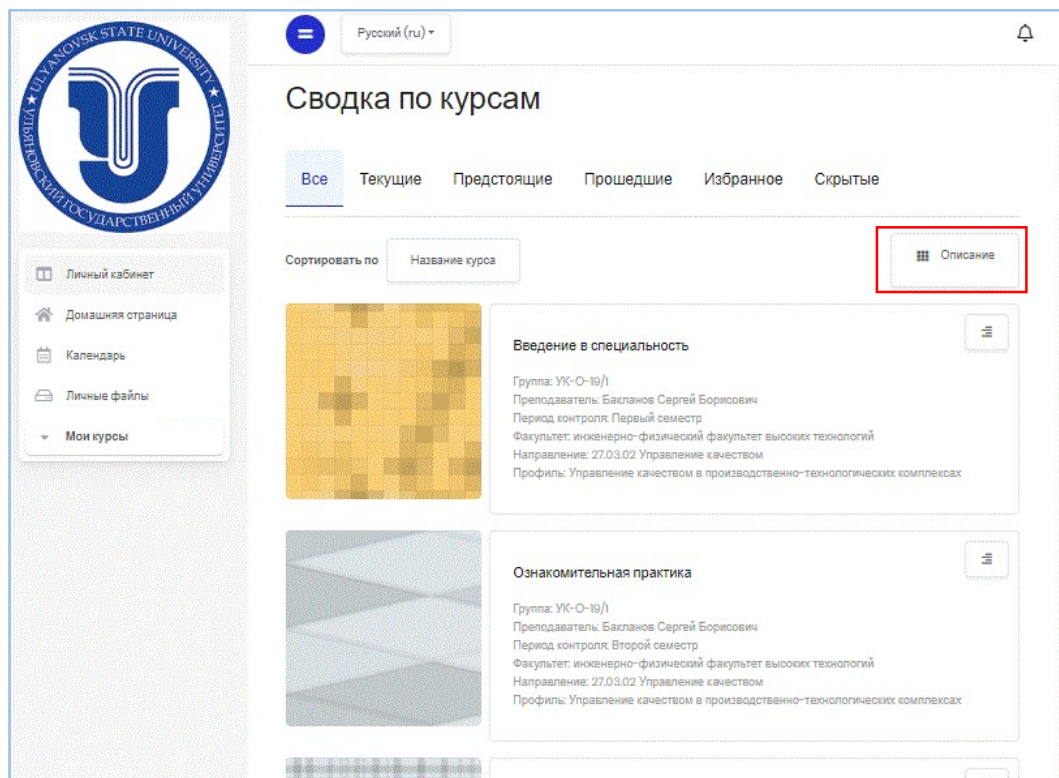 ULYANOVSK STATE UNIVERSITY
УЛЬЯНОВСКИЙ ГОСУДАРСТВЕННЫЙ УНИВЕРСИТЕТ
Русский (ru)
Сводка по курсам
Все Текущие Предстоящие Прошедшие Избранное Скрытые
Сортировать по Название курса Описание
Личный кабинет
Домашняя страница
Календарь
Личные файлы
Мои курсы
Введение в специальность
Группа: УК-О-19/1
Преподаватель: Бакланов Сергей Борисович
Период контроля: Первый семестр
Факультет: инженерно-физический факультет высоких технологий
Направление: 27.03.02 Управление качеством
Профиль: Управление качеством в производственно-технологических комплексах
Ознакомительная практика
Группа: УК-О-19/1
Преподаватель: Бакланов Сергей Борисович
Период контроля: Второй семестр
Факультет: инженерно-физический факультет высоких технологий
Направление: 27.03.02 Управление качеством
Профиль: Управление качеством в производственно-технологических комплексах